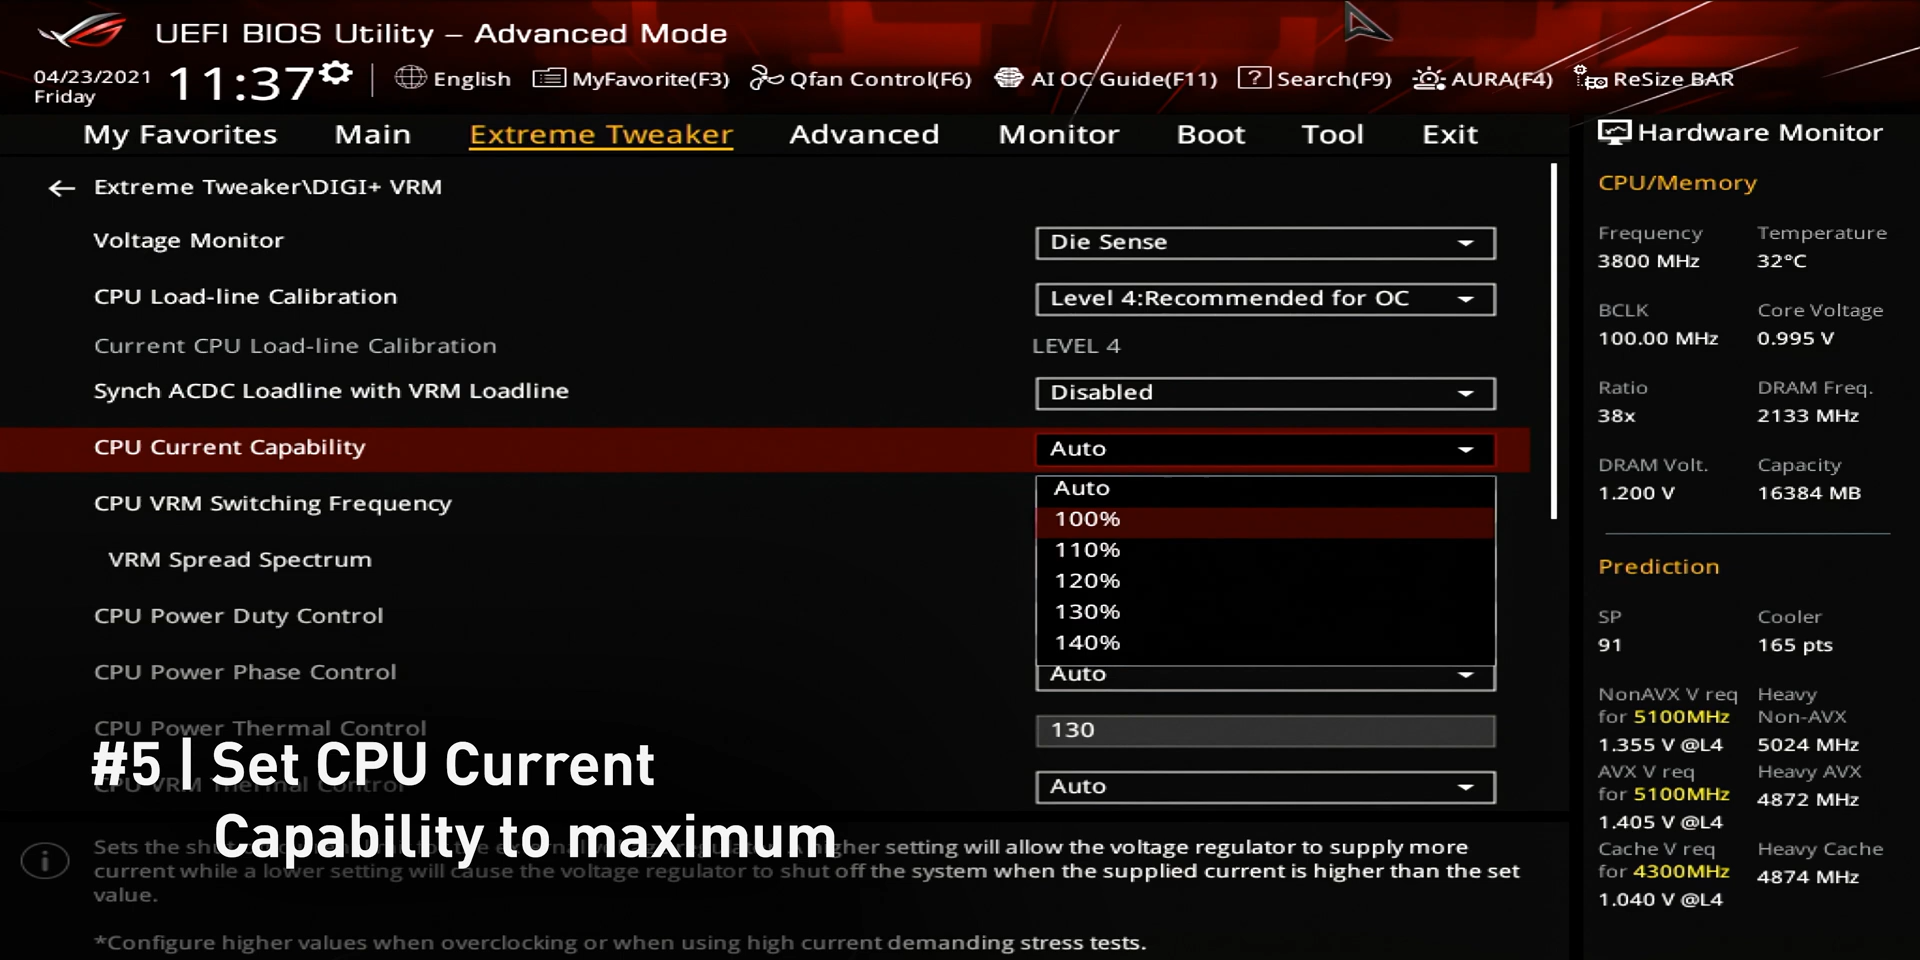 UEFI BIOS Utility – Advanced Mode
04/23/2021
Friday
11:37
English
MyFavorite(F3)
Qfan Control(F6)
AI OC Guide(F11)
Search(F9)
AURA(F4)
ReSize BAR
My Favorites
Main
Extreme Tweaker
Advanced
Monitor
Boot
Tool
Exit
Extreme Tweaker\DIGI+ VRM
Voltage Monitor
Die Sense
CPU Load-line Calibration
Level 4:Recommended for OC
Current CPU Load-line Calibration
LEVEL 4
Synch ACDC Loadline with VRM Loadline
Disabled
CPU Current Capability
Auto
Auto
100%
110%
120%
130%
140%
CPU VRM Switching Frequency
VRM Spread Spectrum
CPU Power Duty Control
CPU Power Phase Control
Auto
CPU Power Thermal Control
130
CPU VRM Thermal Control
Auto
#5 | Set CPU Current
Capability to maximum
Sets the higher setting will allow the voltage regulator to supply more
current while a lower setting will cause the voltage regulator to shut off the system when the supplied current is higher than the set
value.
*Configure higher values when overclocking or when using high current demanding stress tests.
Hardware Monitor
CPU/Memory
Frequency Temperature
3800 MHz 32°C
BCLK Core Voltage
100.00 MHz 0.995 V
Ratio DRAM Freq.
38x 2133 MHz
DRAM Volt. Capacity
1.200 V 16384 MB
Prediction
SP Cooler
91 165 pts
NonAVX V req Heavy
for 5100MHz Non-AVX
1.355 V @L4 5024 MHz
AVX V req Heavy AVX
for 5100MHz 4872 MHz
1.405 V @L4
Cache V req Heavy Cache
for 4300MHz 4874 MHz
1.040 V @L4